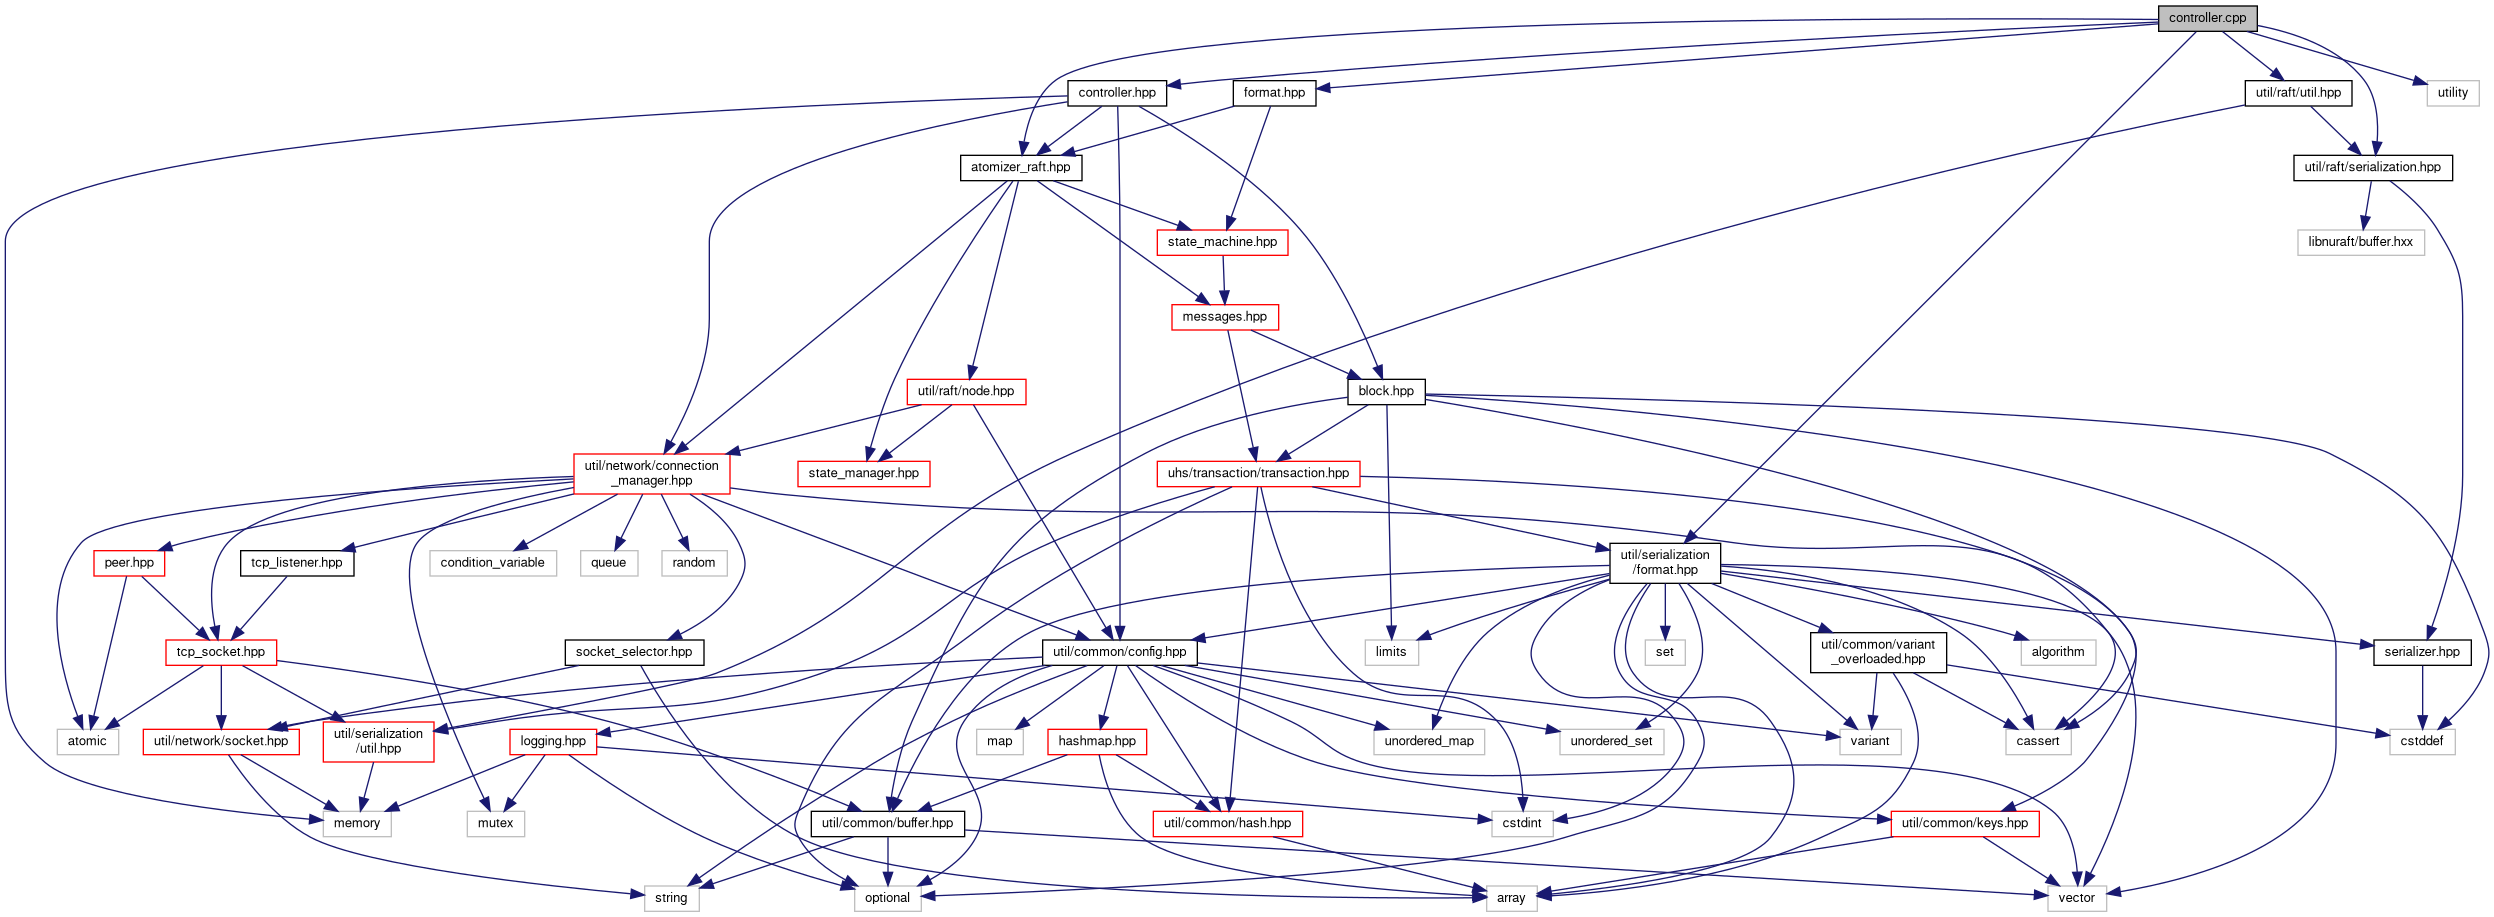 controller.cpp
controller.hpp
format.hpp
util/raft/util.hpp
utility
atomizer_raft.hpp
util/raft/serialization.hpp
state_machine.hpp
libnuraft/buffer.hxx
messages.hpp
util/raft/node.hpp
block.hpp
util/network/connection
_manager.hpp
state_manager.hpp
uhs/transaction/transaction.hpp
peer.hpp
tcp_listener.hpp
condition_variable
queue
random
util/serialization
/format.hpp
tcp_socket.hpp
socket_selector.hpp
util/common/config.hpp
limits
set
util/common/variant
_overloaded.hpp
algorithm
serializer.hpp
atomic
util/network/socket.hpp
util/serialization
/util.hpp
logging.hpp
map
hashmap.hpp
unordered_map
unordered_set
variant
cassert
cstddef
memory
mutex
util/common/buffer.hpp
util/common/hash.hpp
cstdint
util/common/keys.hpp
string
optional
array
vector